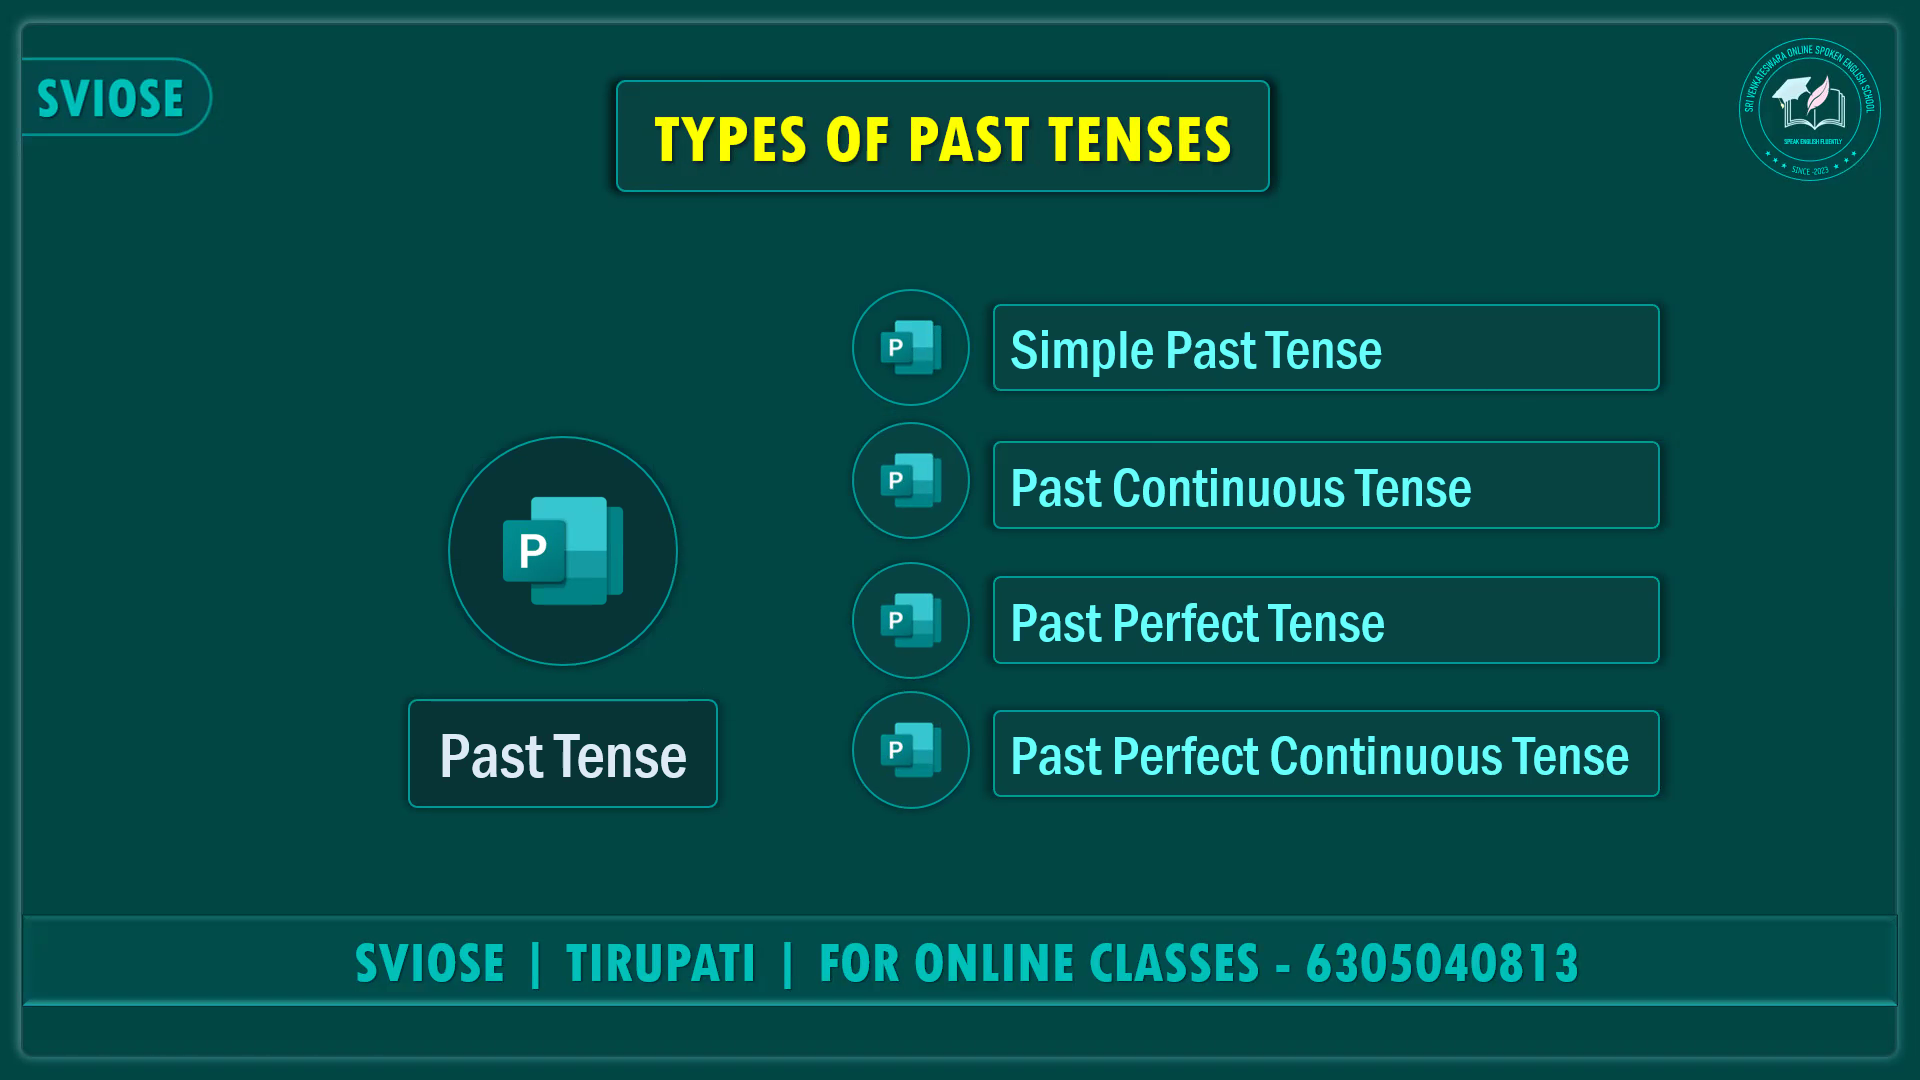 SVIOSE
TYPES OF PAST TENSES
SRI VENKATESWARA ONLINE SPOKEN ENGLISH SCHOOL
SPEAK ENGLISH FLUENTLY
SINCE -2023
P
Simple Past Tense
P
Past Continuous Tense
P
Past Tense
P
Past Perfect Tense
P
Past Perfect Continuous Tense
SVIOSE | TIRUPATI | FOR ONLINE CLASSES - 6305040813